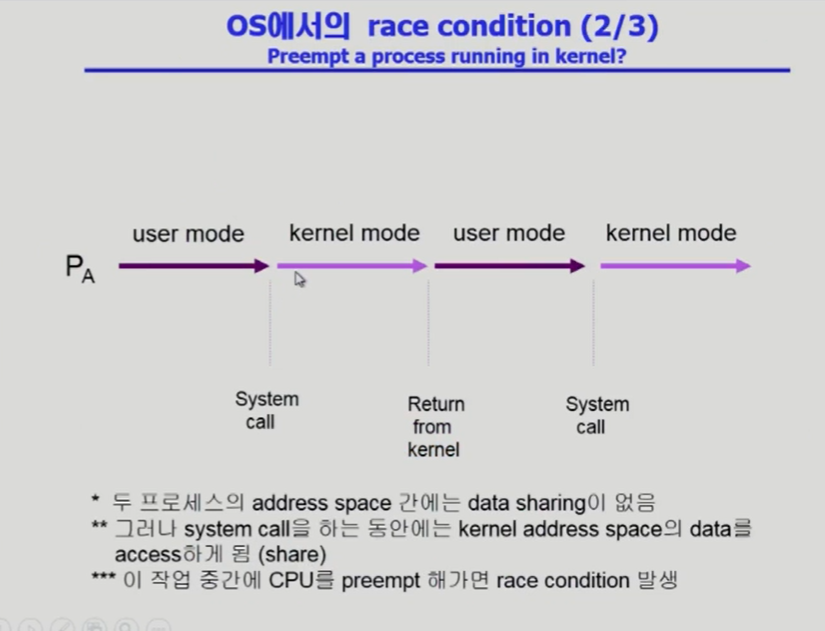 OS에서의 race condition (2/3)
Preempt a process running in kernel?
user mode kernel mode user mode kernel mode
PA
System
call
Return
from
kernel
System
call
* 두 프로세스의 address space 간에는 data sharing이 없음
** 그러나 system call을 하는 동안에는 kernel address space의 data를
access하게 됨 (share)
*** 이 작업 중간에 CPU를 preempt 해가면 race condition 발생